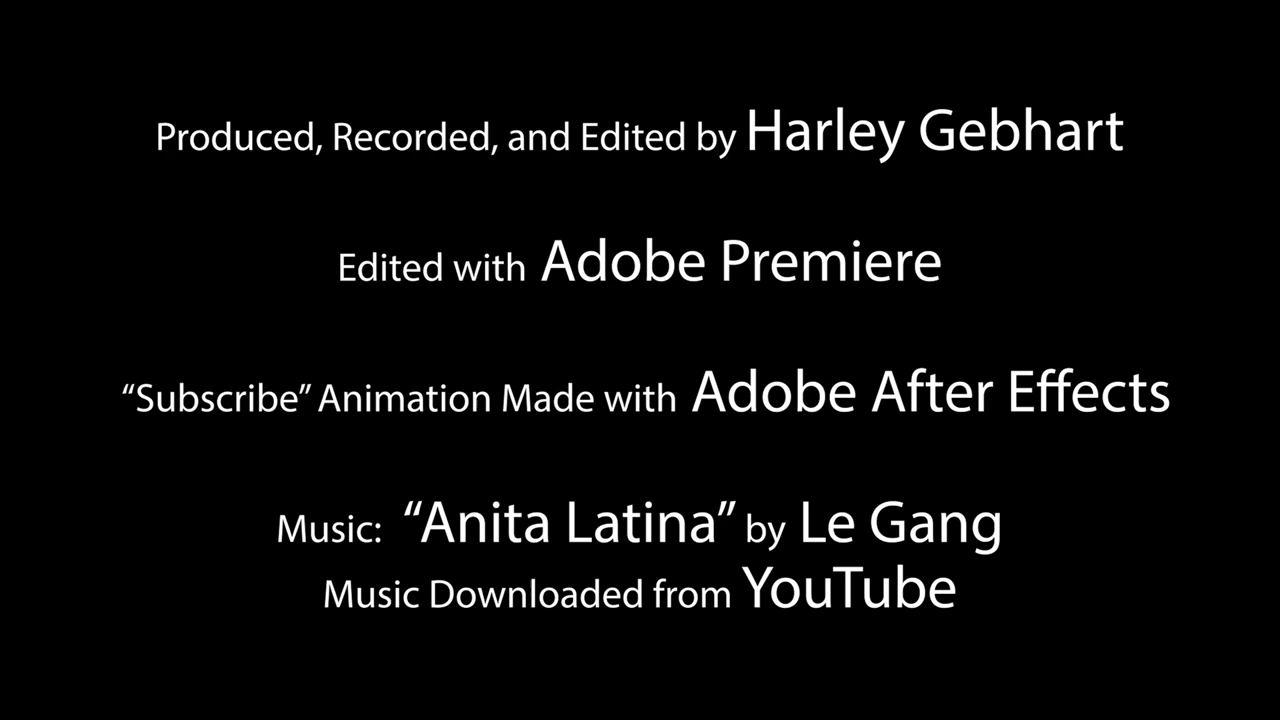 Produced, Recorded, and Edited by Harley Gebhart
Edited with Adobe Premiere
“Subscribe” Animation Made with Adobe After Effects
Music: “Anita Latina” by Le Gang
Music Downloaded from YouTube